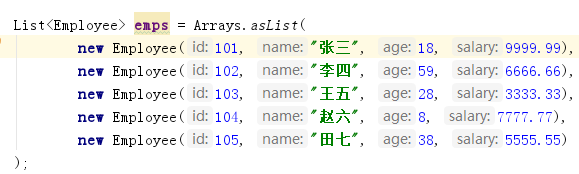 List<Employee> emps = Arrays.asList(
new Employee( id: 101, name: "张三", age: 18, salary: 9999.99),
new Employee( id: 102, name: "李四", age: 59, salary: 6666.66),
new Employee( id: 103, name: "王五", age: 28, salary: 3333.33),
new Employee( id: 104, name: "赵六", age: 8, salary: 7777.77),
new Employee( id: 105, name: "田七", age: 38, salary: 5555.55)
);